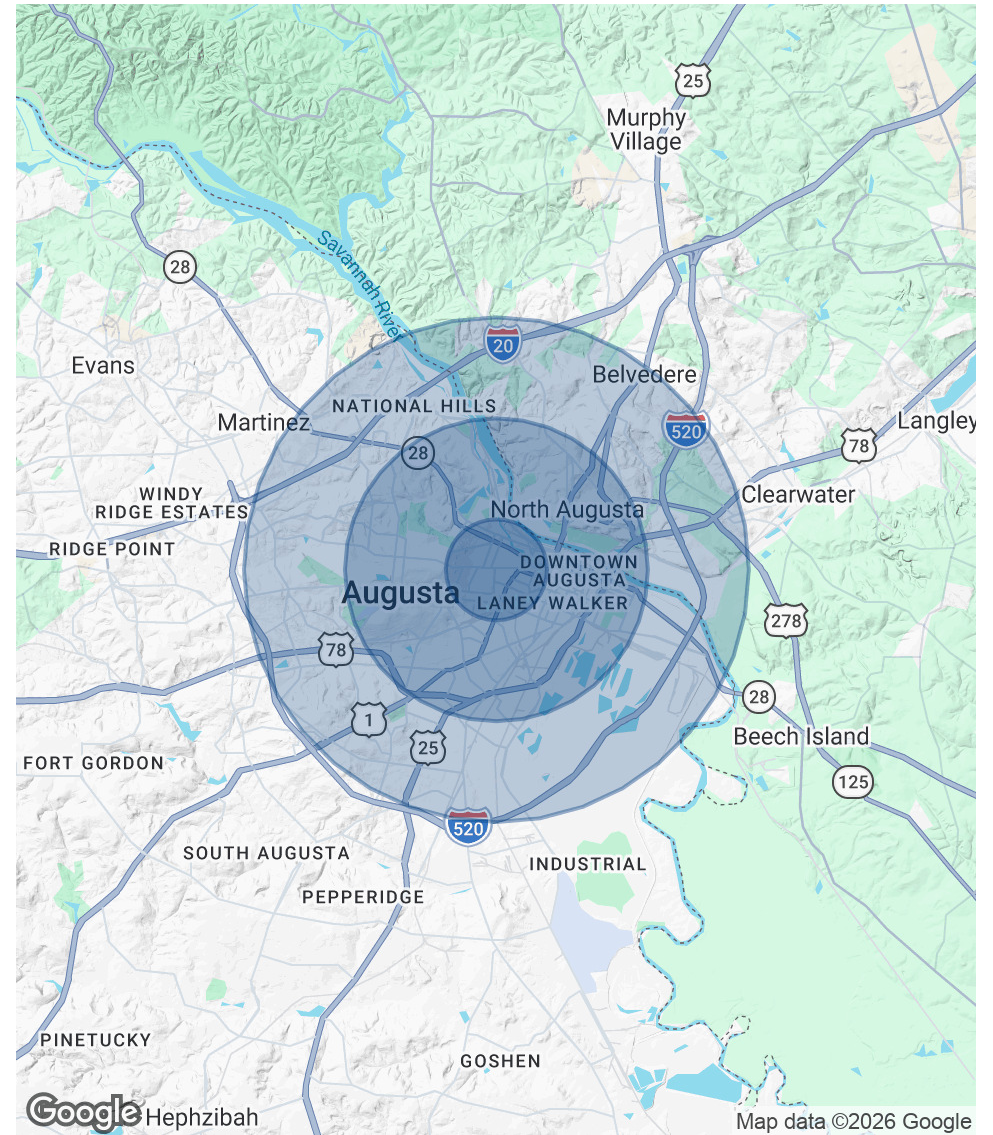 25
Murphy
Village
28
Savannah River
20
Evans
Belvedere
NATIONAL HILLS
Martinez
520
Langley
28
78
WINDY
RIDGE ESTATES
Clearwater
North Augusta
RIDGE POINT
DOWNTOWN
AUGUSTA
Augusta
LANEY WALKER
278
78
28
1
25
Beech Island
FORT GORDON
125
520
SOUTH AUGUSTA
INDUSTRIAL
PEPPERIDGE
PINETUCKY
GOSHEN
Google
Hephzibah
Map data ©2026 Google